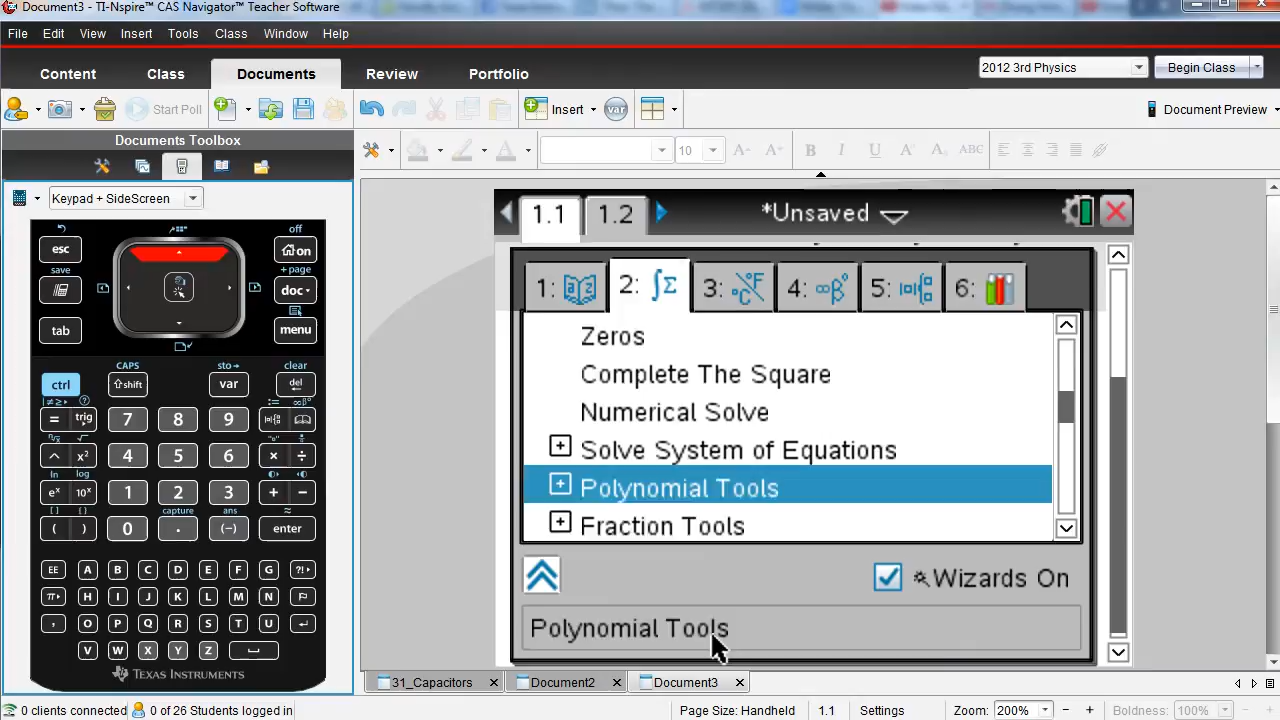 Document3 - TI-Nspire™ CAS Navigator™ Teacher Software
File Edit View Insert Tools Class Window Help
Content Class Documents Review Portfolio 2012 3rd Physics Begin Class
Start Poll Insert var Document Preview
Documents Toolbox
10 A- A+ B I U ABC
Keypad + SideScreen
1.1 1.2 *Unsaved
off
esc on
save + page
doc
tab menu
1: 2: ∫Σ 3: °F °C 4: ∞β° 5: 6:
Zeros
Complete The Square
Numerical Solve
Solve System of Equations
Polynomial Tools
Fraction Tools
CAPS sto→ clear
ctrl ⇧shift var del
= trig 7 8 9
^ x² 4 5 6 × ÷
ln log
eˣ 10ˣ 1 2 3 + −
[ ] { } capture ans ≈
( ) 0 . (−) enter
EE A B C D E F G ?!
π H I J K L M N
, O P Q R S T U
V W X Y Z
TEXAS INSTRUMENTS
Wizards On
Polynomial Tools
31_Capacitors Document2 Document3
0 clients connected 0 of 26 Students logged in Page Size: Handheld 1.1 Settings Zoom: 200% − + Boldness: 100% − +